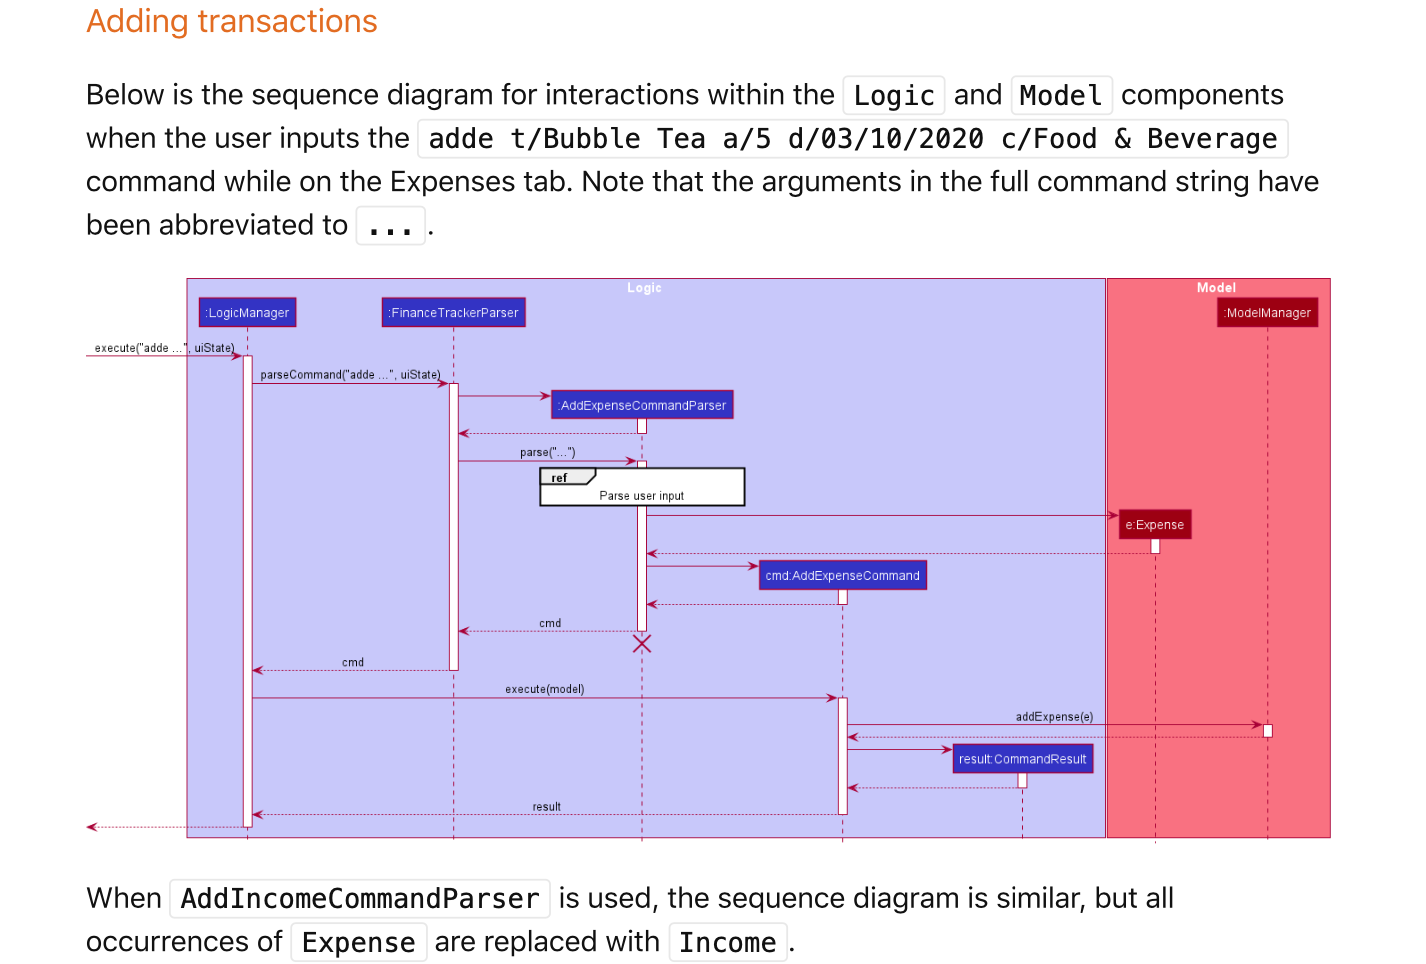 Adding transactions
Below is the sequence diagram for interactions within the Logic and Model components
when the user inputs the adde t/Bubble Tea a/5 d/03/10/2020 c/Food & Beverage
command while on the Expenses tab. Note that the arguments in the full command string have
been abbreviated to ... .
Logic
Model
:LogicManager
:FinanceTrackerParser
:ModelManager
execute("adde ...", uiState)
parseCommand("adde ...", uiState)
:AddExpenseCommandParser
parse("...")
ref
Parse user input
e:Expense
cmd:AddExpenseCommand
cmd
cmd
execute(model)
addExpense(e)
result:CommandResult
result
When AddIncomeCommandParser is used, the sequence diagram is similar, but all
occurrences of Expense are replaced with Income .